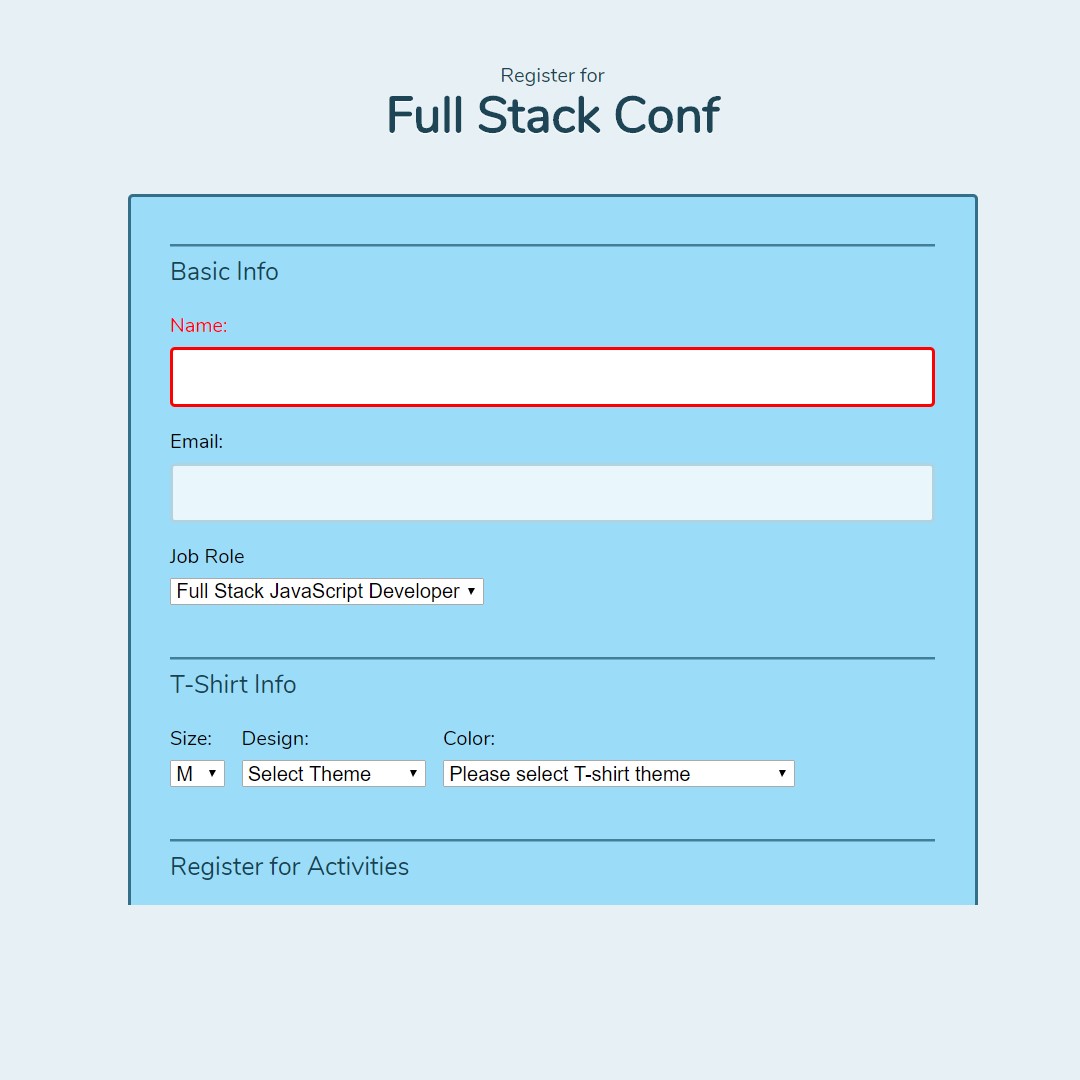 Register for
Full Stack Conf
Basic Info
Name:
Email:
Job Role
Full Stack JavaScript Developer
T-Shirt Info
Size: Design: Color:
M Select Theme Please select T-shirt theme
Register for Activities